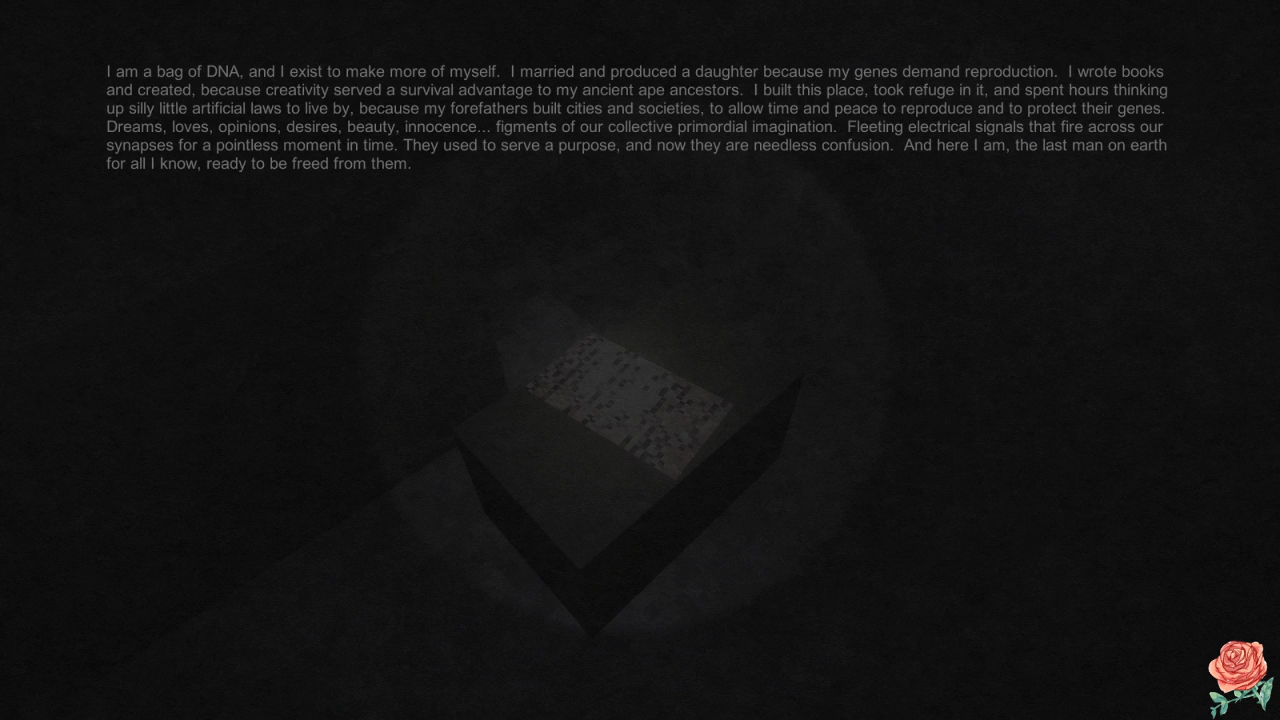 I am a bag of DNA, and I exist to make more of myself.  I married and produced a daughter because my genes demand reproduction.  I wrote books
and created, because creativity served a survival advantage to my ancient ape ancestors.  I built this place, took refuge in it, and spent hours thinking
up silly little artificial laws to live by, because my forefathers built cities and societies, to allow time and peace to reproduce and to protect their genes.
Dreams, loves, opinions, desires, beauty, innocence... figments of our collective primordial imagination.  Fleeting electrical signals that fire across our
synapses for a pointless moment in time. They used to serve a purpose, and now they are needless confusion.  And here I am, the last man on earth
for all I know, ready to be freed from them.